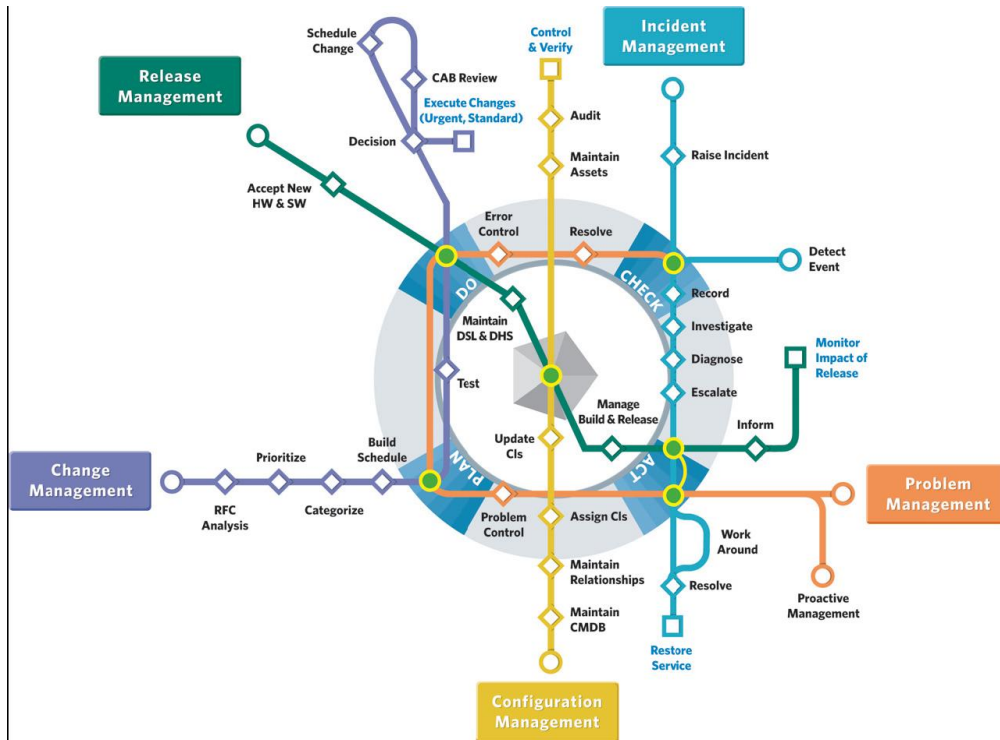 Schedule
Change
Control
& Verify
Incident
Management
Release
Management
CAB Review
Execute Changes
(Urgent, Standard)
Audit
Decision
Raise Incident
Maintain
Assets
Accept New
HW & SW
Error
Control
Resolve
Detect
Event
DO
CHECK
Record
Maintain
DSL & DHS
Investigate
Monitor
Impact of
Release
Diagnose
Test
Escalate
Manage
Build & Release
Inform
Update
CIs
Build
Schedule
Change
Management
Prioritize
PLAN
ACT
Problem
Management
RFC
Analysis
Categorize
Problem
Control
Assign CIs
Work
Around
Maintain
Relationships
Resolve
Proactive
Management
Maintain
CMDB
Restore
Service
Configuration
Management